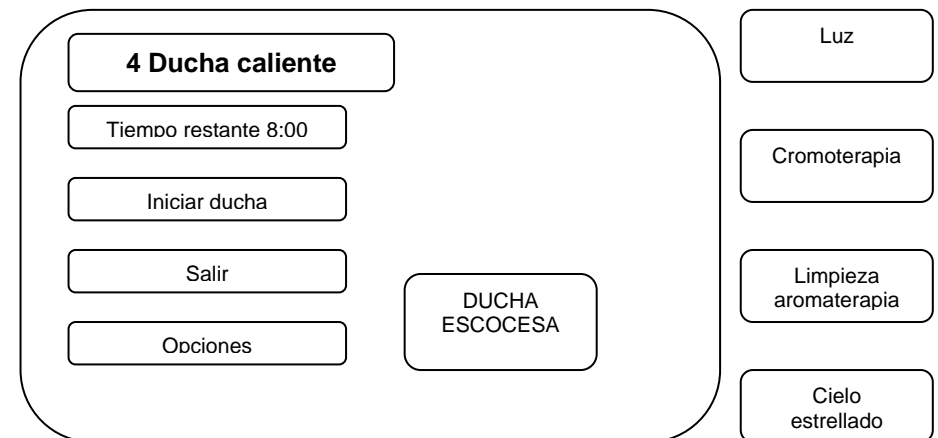 4 Ducha caliente
Tiempo restante 8:00
Iniciar ducha
Salir
Opciones
DUCHA
ESCOCESA
Luz
Cromoterapia
Limpieza
aromaterapia
Cielo
estrellado